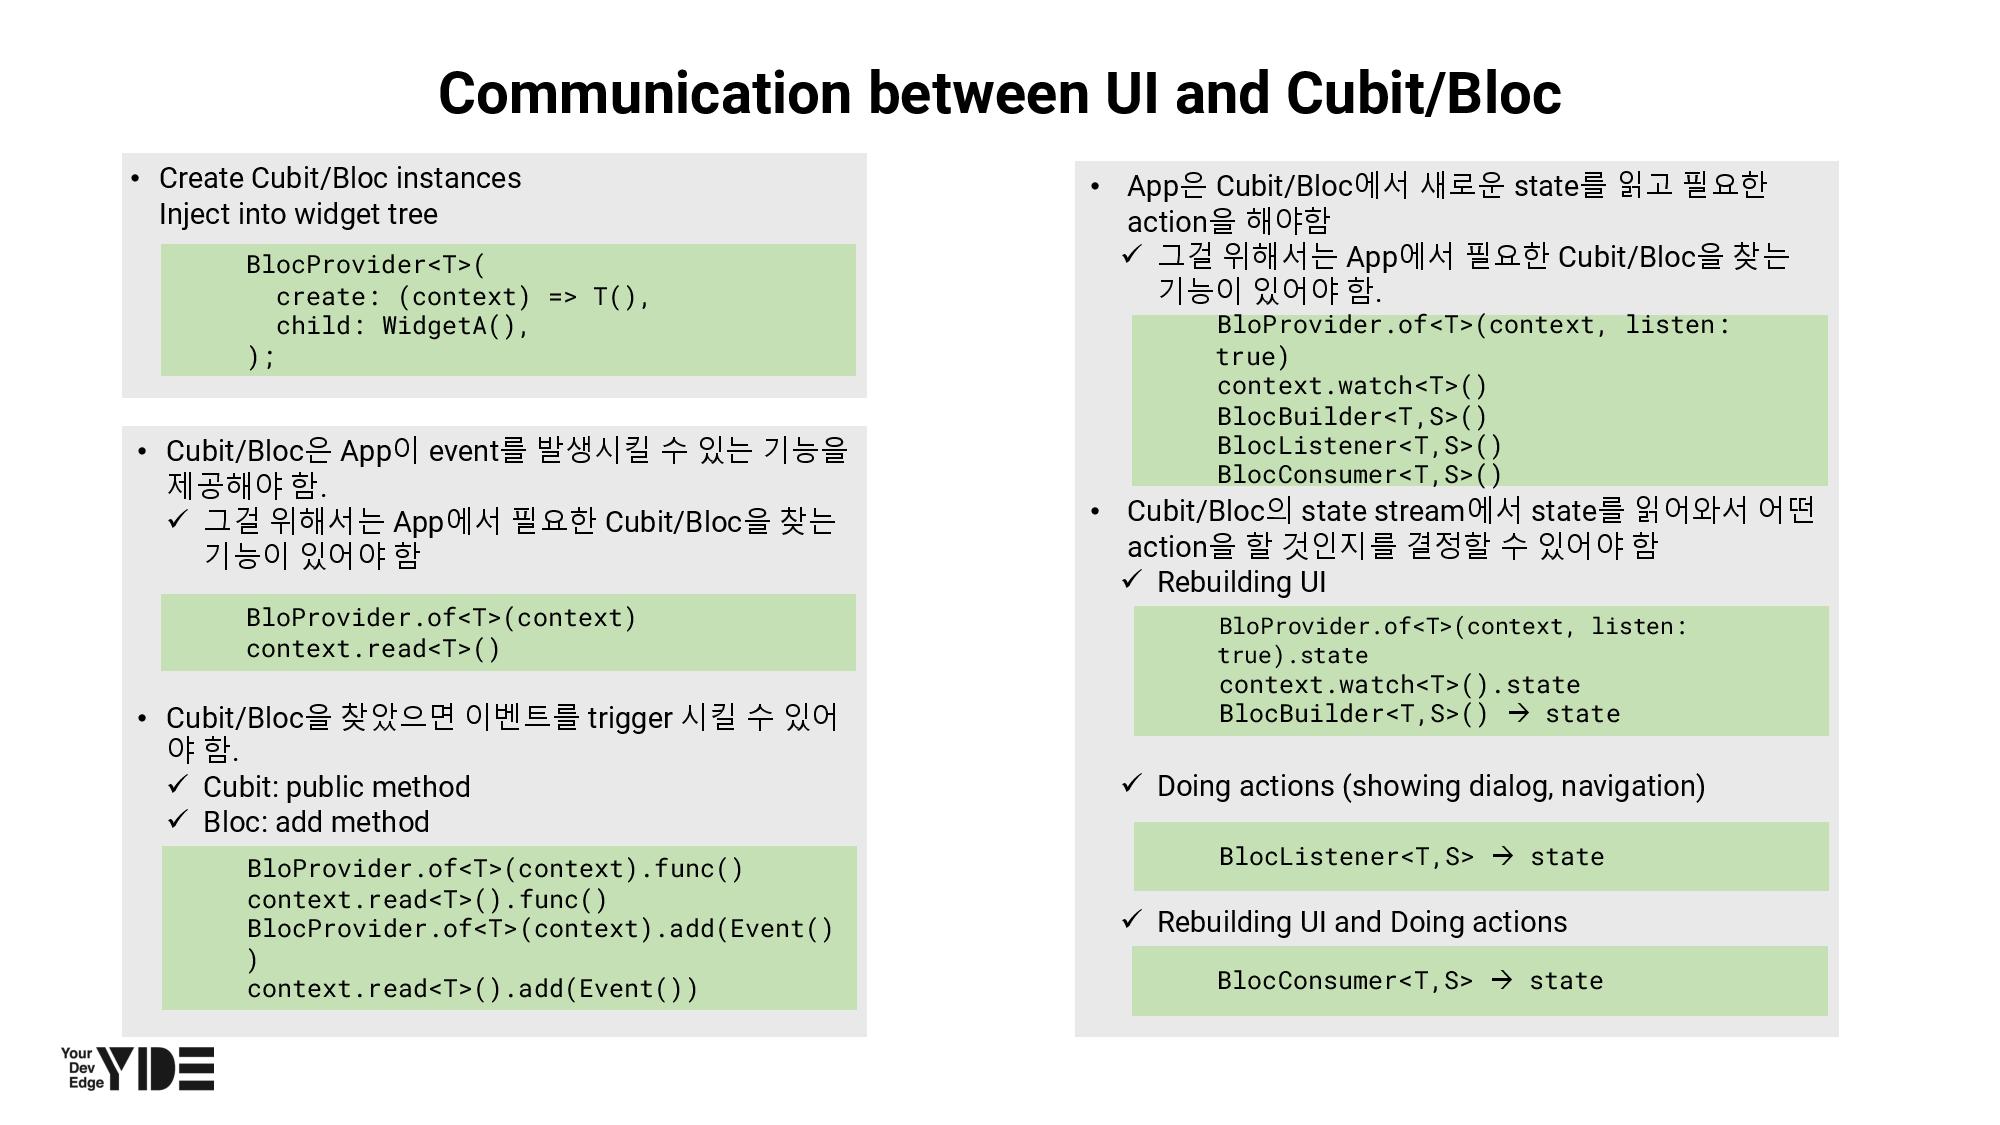 Communication between UI and Cubit/Bloc
• Create Cubit/Bloc instances
Inject into widget tree
BlocProvider<T>(
create: (context) => T(),
child: WidgetA(),
);
• Cubit/Bloc은 App이 event를 발생시킬 수 있는 기능을
제공해야 함.
✓ 그걸 위해서는 App에서 필요한 Cubit/Bloc을 찾는
기능이 있어야 함
BloProvider.of<T>(context)
context.read<T>()
• Cubit/Bloc을 찾았으면 이벤트를 trigger 시킬 수 있어
야 함.
✓ Cubit: public method
✓ Bloc: add method
BloProvider.of<T>(context).func()
context.read<T>().func()
BlocProvider.of<T>(context).add(Event()
)
context.read<T>().add(Event())
• App은 Cubit/Bloc에서 새로운 state를 읽고 필요한
action을 해야함
✓ 그걸 위해서는 App에서 필요한 Cubit/Bloc을 찾는
기능이 있어야 함.
BloProvider.of<T>(context, listen:
true)
context.watch<T>()
BlocBuilder<T,S>()
BlocListener<T,S>()
BlocConsumer<T,S>()
• Cubit/Bloc의 state stream에서 state를 읽어와서 어떤
action을 할 것인지를 결정할 수 있어야 함
✓ Rebuilding UI
BloProvider.of<T>(context, listen:
true).state
context.watch<T>().state
BlocBuilder<T,S>() → state
✓ Doing actions (showing dialog, navigation)
BlocListener<T,S> → state
✓ Rebuilding UI and Doing actions
BlocConsumer<T,S> → state
Your
Dev
Edge YDE